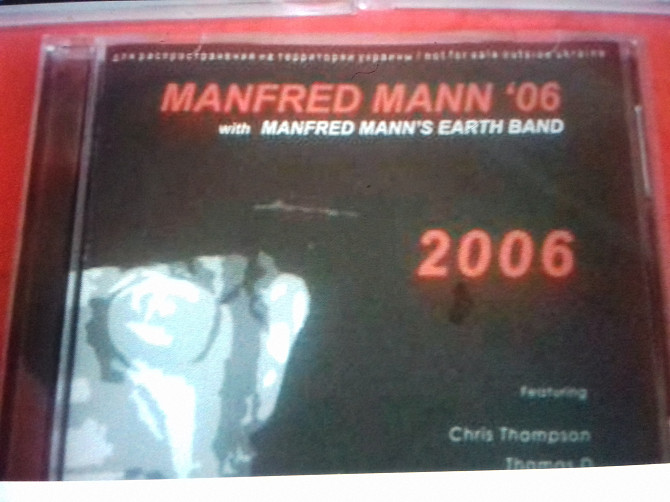 для распространения на территории украины / not for sale outside ukraine
MANFRED MANN ‘06
with MANFRED MANN'S EARTH BAND
2006
Featuring
Chris Thompson
Thomas D